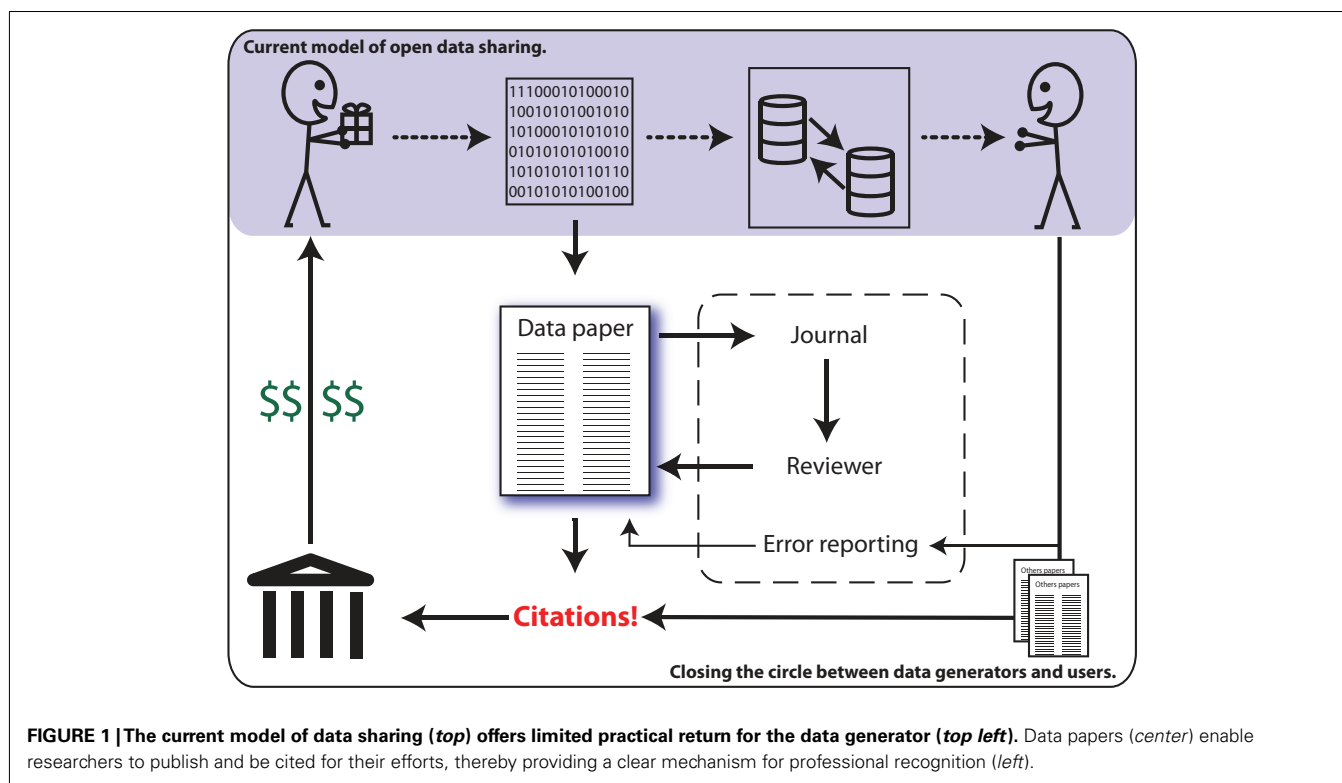 Current model of open data sharing.
11100010100010
10010101001010
10100010101010
01010101010010
10101010110110
00101010100100
Data paper
Journal
Reviewer
Error reporting
$$ $$
Others papers
Others papers
Citations!
Closing the circle between data generators and users.
FIGURE 1 | The current model of data sharing (top) offers limited practical return for the data generator (top left). Data papers (center) enable
researchers to publish and be cited for their efforts, thereby providing a clear mechanism for professional recognition (left).